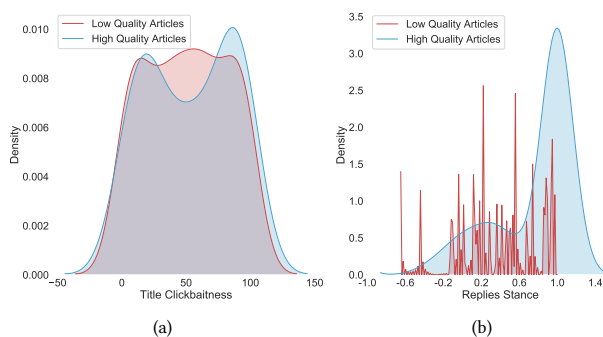 Low Quality Articles
High Quality Articles
0.010
0.008
0.006
0.004
0.002
0.000
Density
−50 0 50 100 150
Title Clickbaitness
(a)
Low Quality Articles
High Quality Articles
3.5
3.0
2.5
2.0
1.5
1.0
0.5
0.0
Density
-1.0 -0.6 -0.2 0.2 0.6 1.0 1.4
Replies Stance
(b)